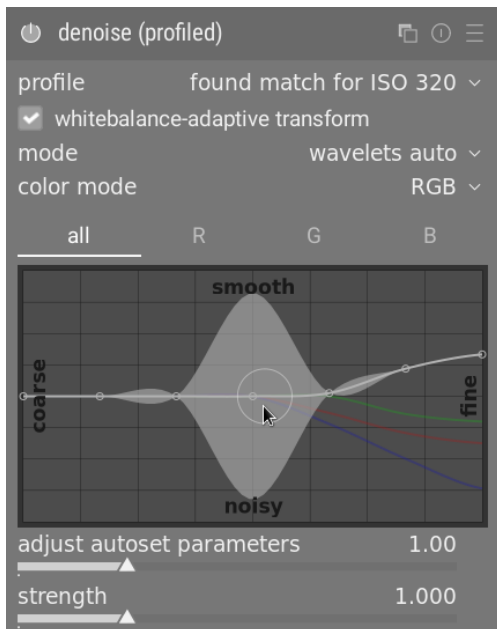 denoise (profiled)
profile found match for ISO 320
whitebalance-adaptive transform
mode wavelets auto
color mode RGB
all R G B
smooth
coarse
fine
noisy
adjust autoset parameters 1.00
strength 1.000